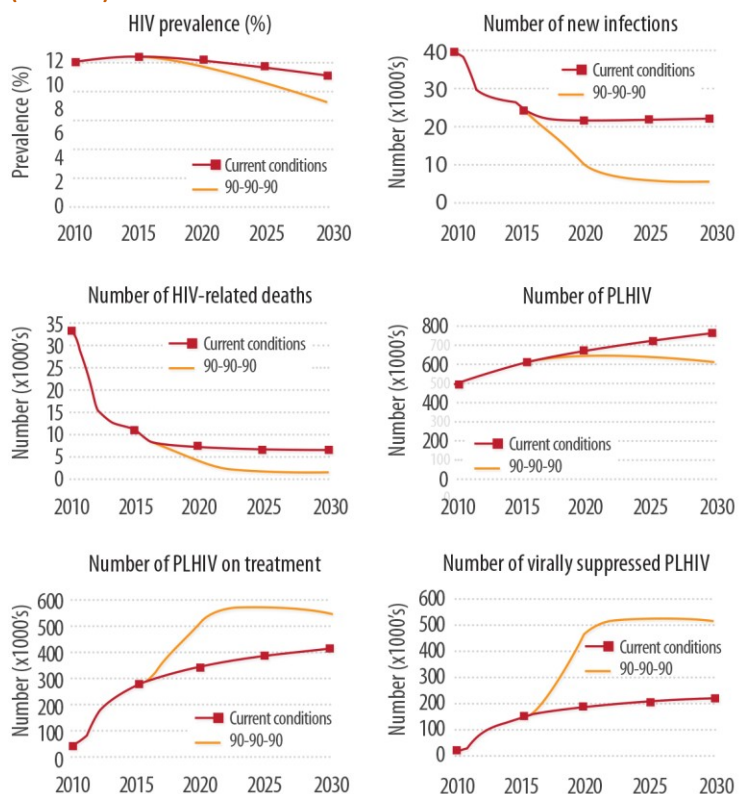 HIV prevalence (%)
Prevalence (%)
12
10
8
6
4
2
0
Current conditions
90-90-90
2010 2015 2020 2025 2030
Number of new infections
Number (x1000's)
40
30
20
10
0
Current conditions
90-90-90
2010 2015 2020 2025 2030
Number of HIV-related deaths
Number (x1000's)
35
30
25
20
15
10
5
0
Current conditions
90-90-90
2010 2015 2020 2025 2030
Number of PLHIV
Number (x1000's)
800
700
600
500
400
300
200
100
0
0
Current conditions
90-90-90
2010 2015 2020 2025 2030
Number of PLHIV on treatment
Number (x1000's)
600
500
400
300
200
100
0
Current conditions
90-90-90
2010 2015 2020 2025 2030
Number of virally suppressed PLHIV
Number (x1000's)
600
500
400
300
200
100
0
Current conditions
90-90-90
2010 2015 2020 2025 2030